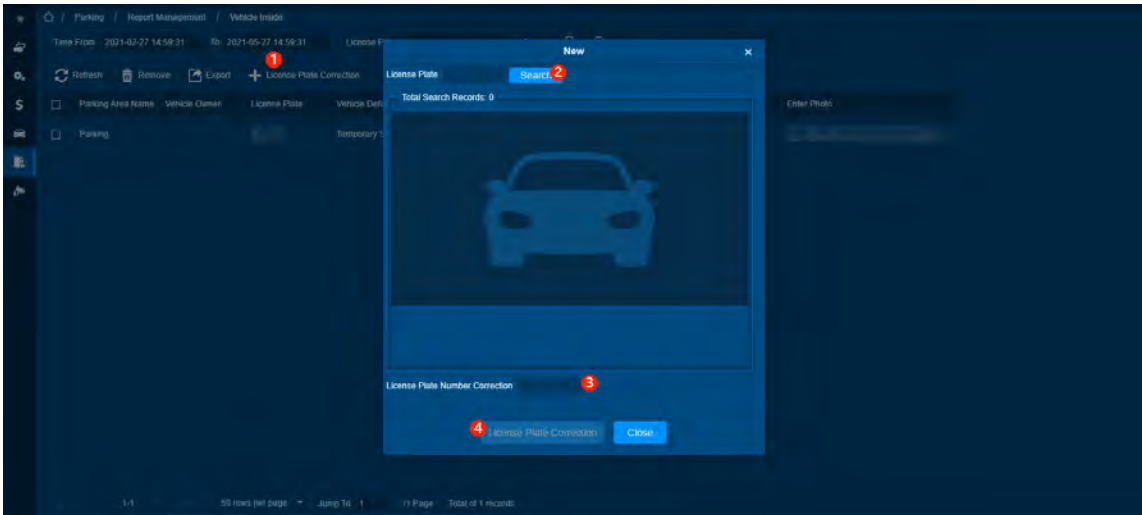 Parking / Report Management / Vehicle Inside
Time From 2021-02-27 14:59:31 To 2021-05-27 14:59:31 License
New
1
License Plate Search 2
Refresh Remove Export License Plate Correction
Total Search Records: 0
Parking Area Name Vehicle Owner License Plate Vehicle Enter Photo
Parking Temporary
License Plate Number Correction 3
4 License Plate Correction Close
1-1 50 rows per page Jump To 1 Page Total of 1 records